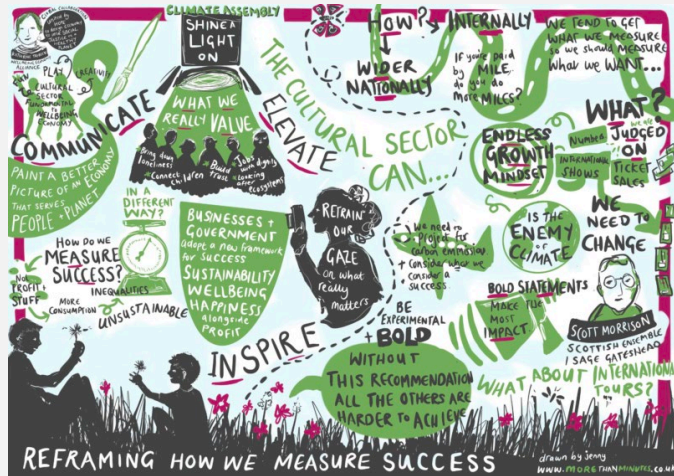 CLIMATE ASSEMBLY
SHINE A
LIGHT
ON
WHAT WE
REALLY VALUE
Bring down
loneliness
Connect
children
Build
trust
Jobs
with dignity
Looking
after
ecosystems
PLAY
CREATIVITY
CULTURAL
SECTOR
FUNDAMENTAL
to
WELLBEING
ECONOMY
COMMUNICATE
PAINT A BETTER
PICTURE OF AN ECONOMY
THAT SERVES
PEOPLE + PLANET
ELEVATE
THE CULTURAL SECTOR
CAN...
HOW?
INTERNALLY
WIDER
NATIONALLY
If you're paid
by MILE
do you do
MORE MILES?
WE TEND TO GET
WHAT WE MEASURE
so we should MEASURE
What we WANT...
WHAT?
we are
JUDGED
ON
Number
INTERNATIONAL
SHOWS
TICKET
SALES
ENDLESS
GROWTH
MINDSET
IS THE
ENEMY
OF
CLIMATE
WE
NEED TO
CHANGE
IN A
DIFFERENT
WAY?
HOW DO WE
MEASURE
SUCCESS?
No
PROFIT +
STUFF
MORE
CONSUMPTION
INEQUALITIES
UNSUSTAINABLE
BUSINESSES +
GOVERNMENT
adopt a new framework
for SUCCESS
SUSTAINABILITY
WELLBEING
HAPPINESS
alongside
PROFIT
RETRAIN
OUR
GAZE
on what
really
matters
We need to
project its
carbon emissions
+ Consider what we
consider a
success
INSPIRE
BE
EXPERIMENTAL
+ BOLD
BOLD STATEMENTS
MAKE THE
MOST
IMPACT
SCOTT MORRISON
SCOTTISH ENSEMBLE
| SAGE GATESHEAD
WHAT ABOUT INTERNATIONAL
TOURS?
WITHOUT
THIS RECOMMENDATION
ALL THE OTHERS ARE
HARDER TO ACHIEVE
REFRAMING HOW WE MEASURE SUCCESS
drawn by Jenny
www.MORETHANMINUTES.co.uk